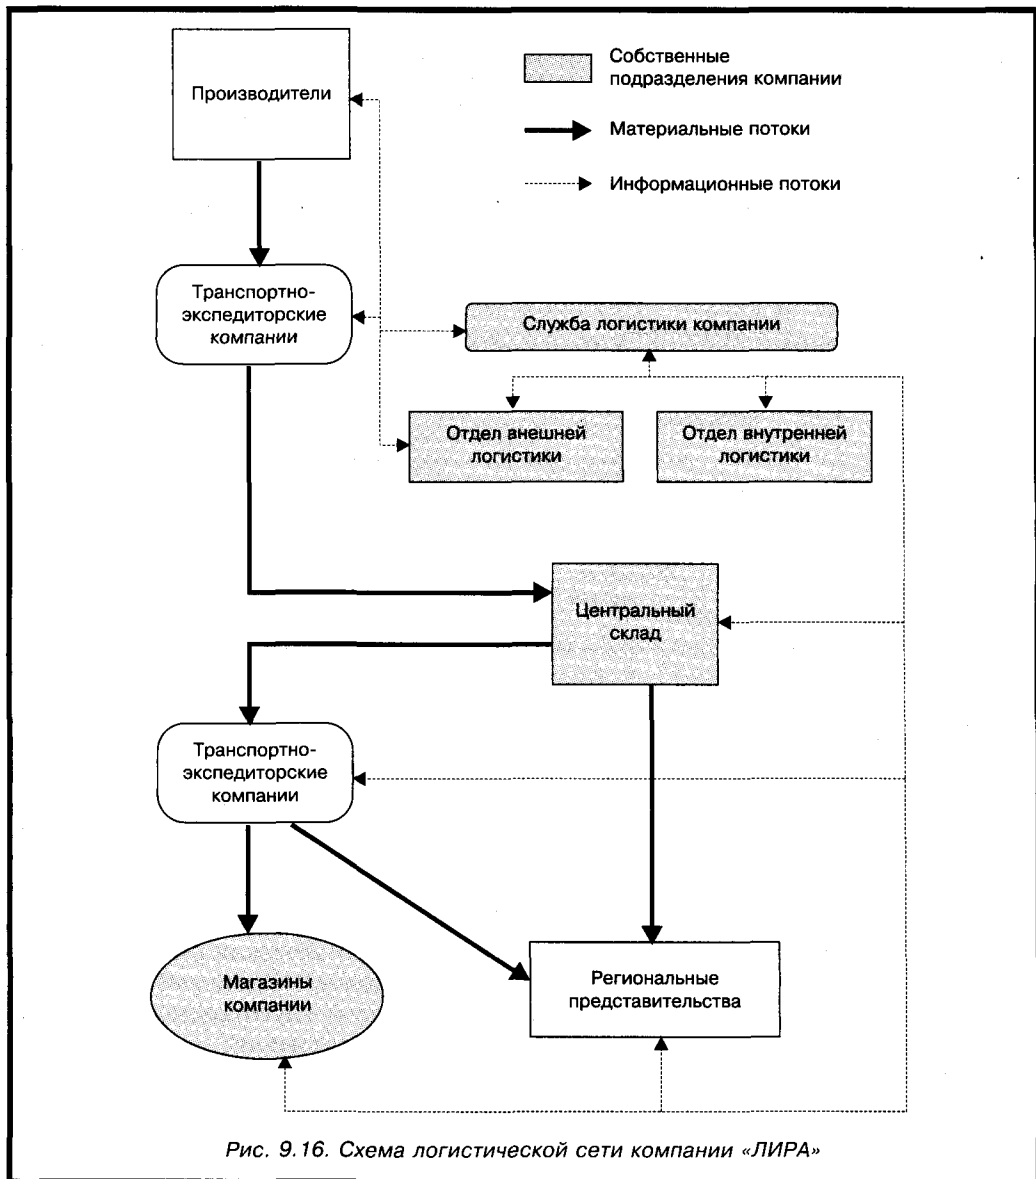 Производители
Собственные
подразделения компании
Материальные потоки
Информационные потоки
Транспортно-
экспедиторские
компании
Служба логистики компании
Отдел внешней
логистики
Отдел внутренней
логистики
Центральный
склад
Транспортно-
экспедиторские
компании
Магазины
компании
Региональные
представительства
Рис. 9.16. Схема логистической сети компании «ЛИРА»